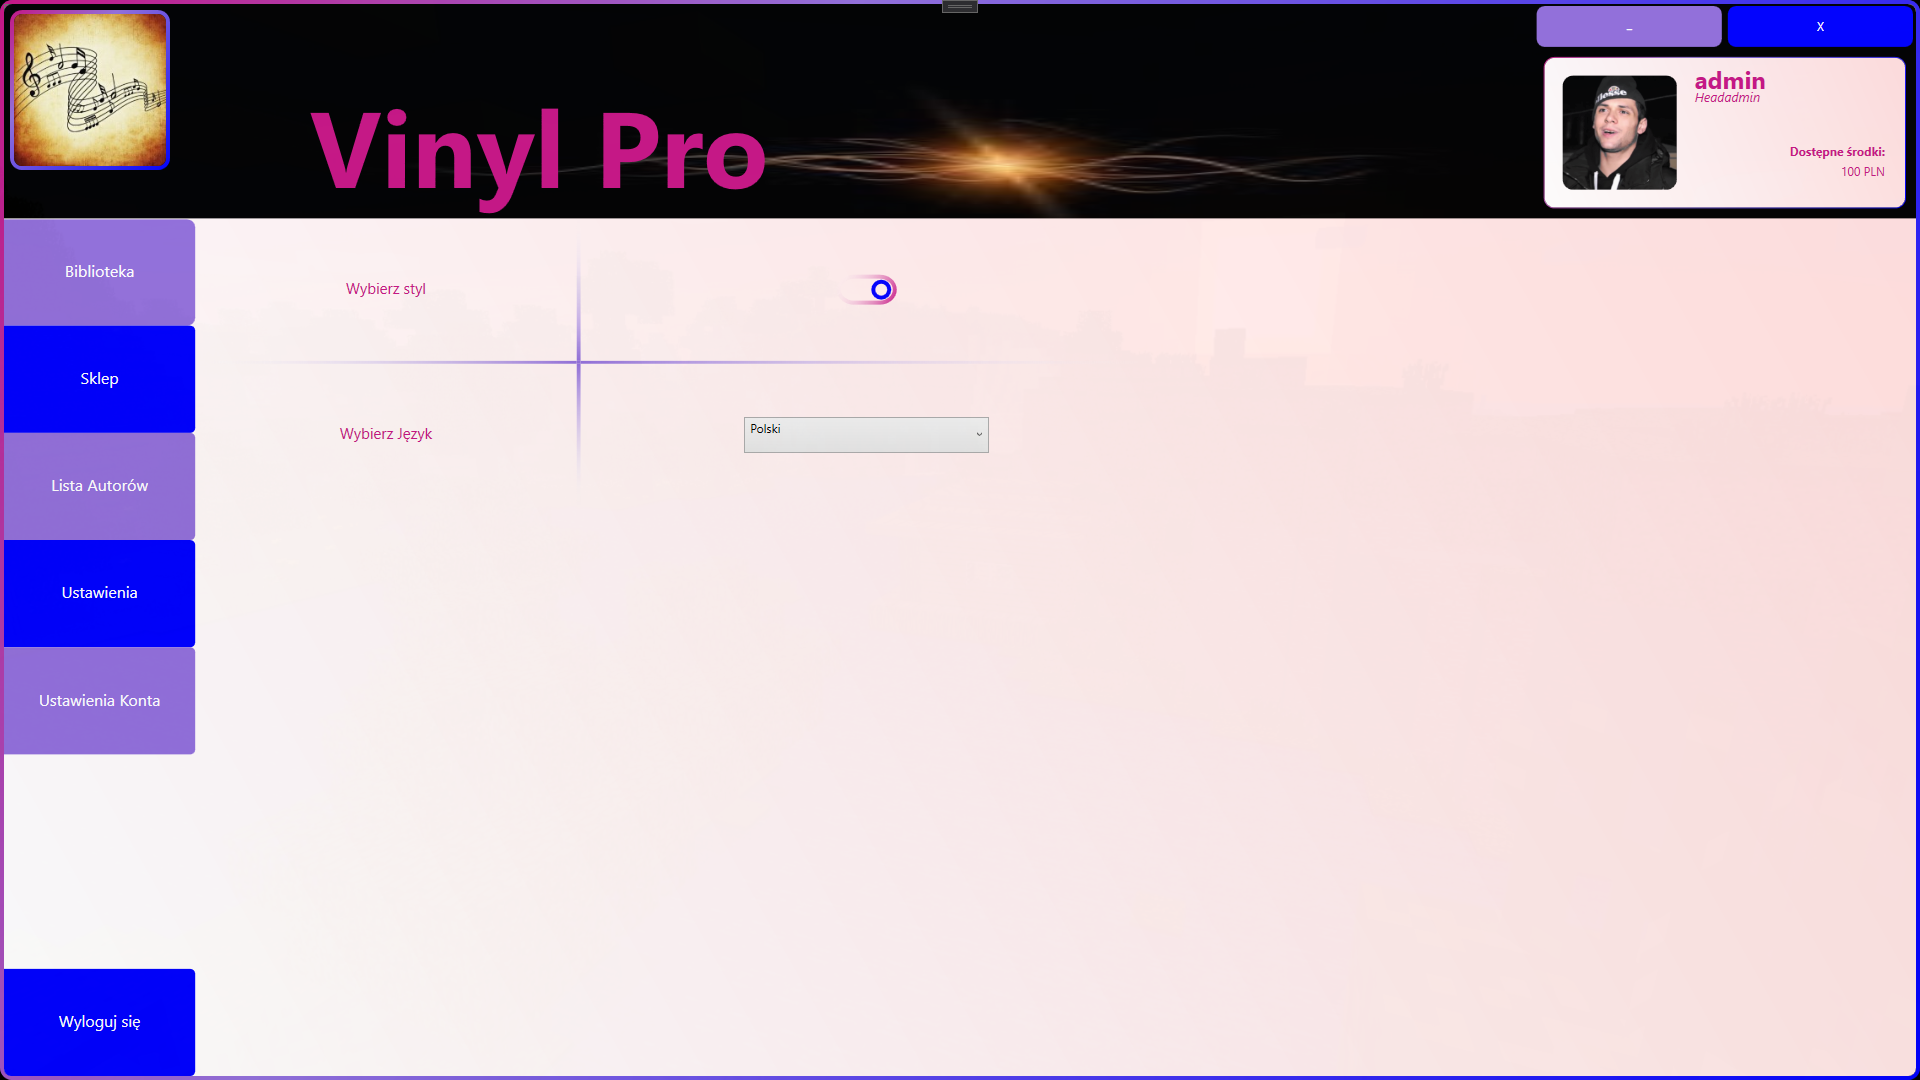 _
X
Vinyl Pro
admin
Headadmin
Dostępne środki:
100 PLN
Biblioteka
Sklep
Lista Autorów
Ustawienia
Ustawienia Konta
Wyloguj się
Wybierz styl
Wybierz Język
Polski